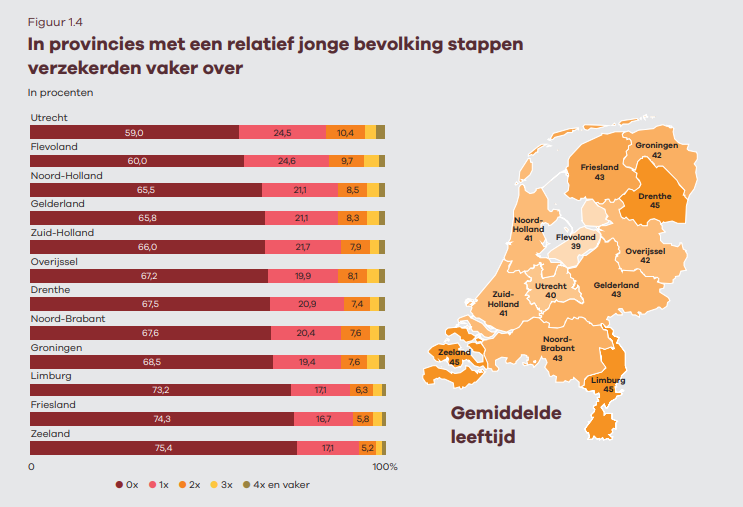 Figuur 1.4
In provincies met een relatief jonge bevolking stappen
verzekerden vaker over
In procenten
Utrecht
59,0 24,5 10,4
Flevoland
60,0 24,6 9,7
Noord-Holland
65,5 21,1 8,5
Gelderland
65,8 21,1 8,3
Zuid-Holland
66,0 21,7 7,9
Overijssel
67,2 19,9 8,1
Drenthe
67,5 20,9 7,4
Noord-Brabant
67,6 20,4 7,6
Groningen
68,5 19,4 7,6
Limburg
73,2 17,1 6,3
Friesland
74,3 16,7 5,8
Zeeland
75,4 17,1 5,2
0 100%
0x 1x 2x 3x 4x en vaker
Groningen
42
Friesland
43
Drenthe
45
Noord-
Holland
41
Flevoland
39
Overijssel
42
Utrecht
40
Gelderland
43
Zuid-
Holland
41
Noord-
Brabant
43
Zeeland
45
Limburg
45
Gemiddelde
leeftijd